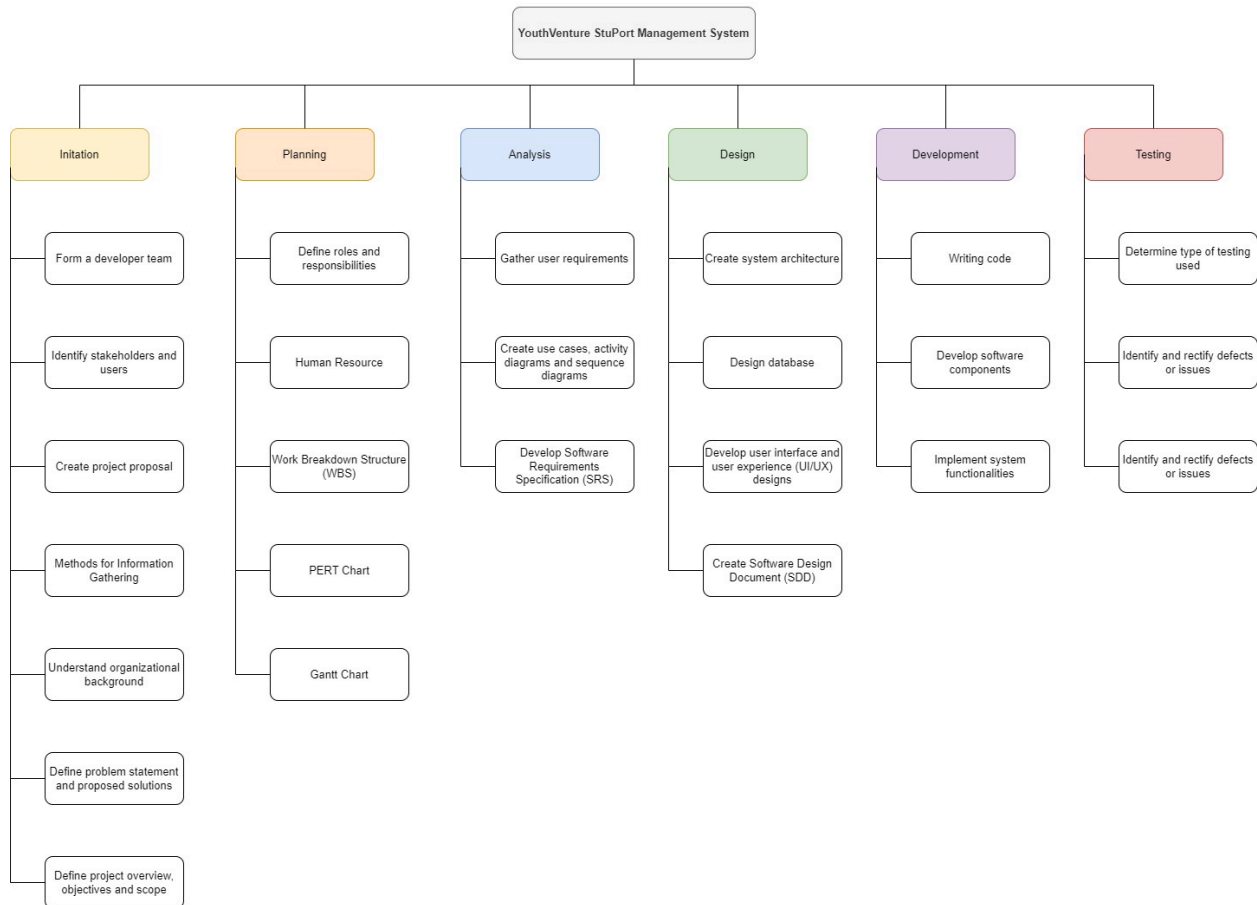 YouthVenture StuPort Management System
Initation
Planning
Analysis
Design
Development
Testing
Form a developer team
Identify stakeholders and
users
Create project proposal
Methods for Information
Gathering
Understand organizational
background
Define problem statement
and proposed solutions
Define project overview,
objectives and scope
Define roles and
responsibilities
Human Resource
Work Breakdown Structure
(WBS)
PERT Chart
Gantt Chart
Gather user requirements
Create use cases, activity
diagrams and sequence
diagrams
Develop Software
Requirements
Specification (SRS)
Create system architecture
Design database
Develop user interface and
user experience (UI/UX)
designs
Create Software Design
Document (SDD)
Writing code
Develop software
components
Implement system
functionalities
Determine type of testing
used
Identify and rectify defects
or issues
Identify and rectify defects
or issues